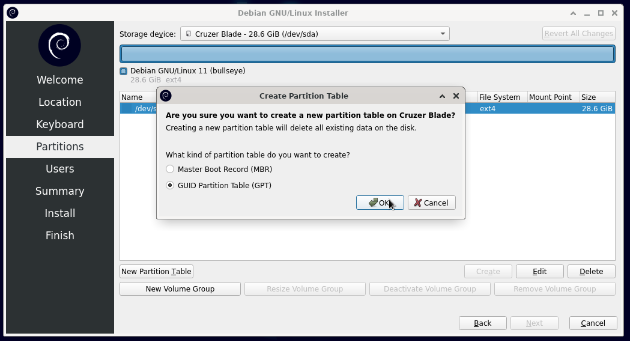 Debian GNU/Linux Installer
Welcome
Location
Keyboard
Partitions
Users
Summary
Install
Finish
Storage device:
Cruzer Blade - 28.6 GiB (/dev/sda)
Revert All Changes
Debian GNU/Linux 11 (bullseye)
28.6 GiB ext4
Name File System Mount Point Size
/dev/s ext4 28.6 GiB
Create Partition Table
Are you sure you want to create a new partition table on Cruzer Blade?
Creating a new partition table will delete all existing data on the disk.
What kind of partition table do you want to create?
Master Boot Record (MBR)
GUID Partition Table (GPT)
OK Cancel
New Partition Table Create Edit Delete
New Volume Group Resize Volume Group Deactivate Volume Group Remove Volume Group
Back Next Cancel